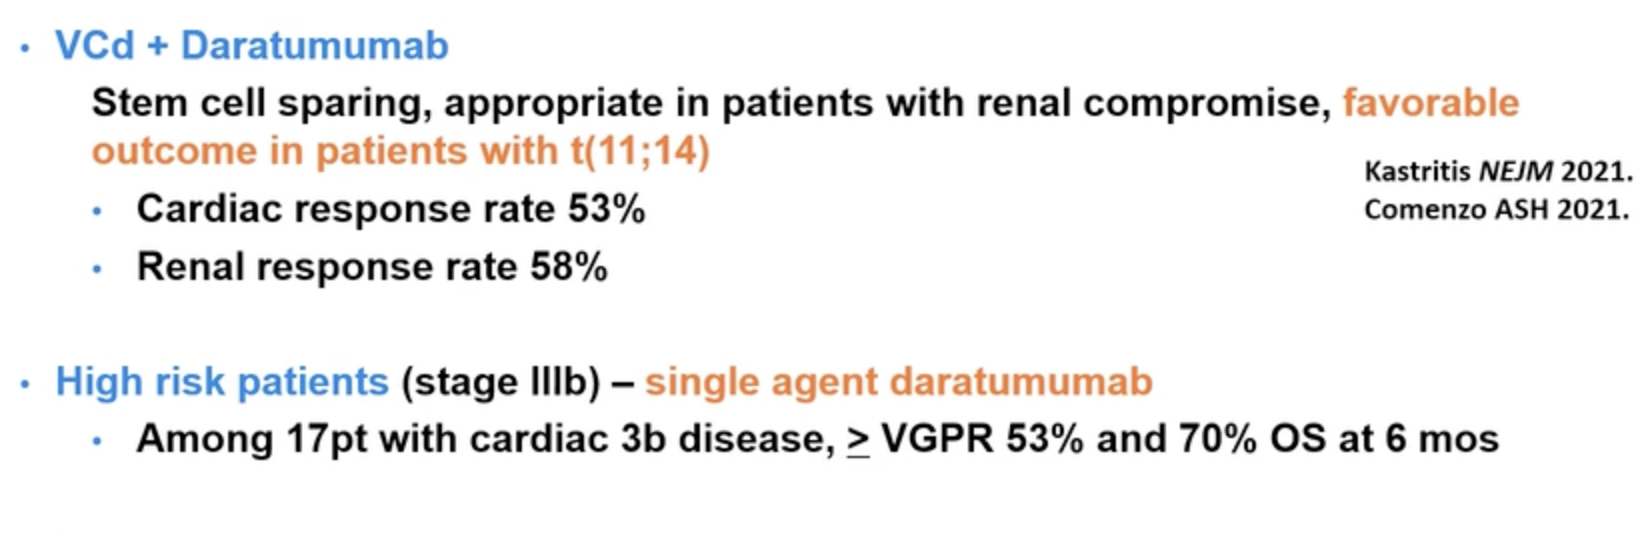 • VCd + Daratumumab
Stem cell sparing, appropriate in patients with renal compromise, favorable
outcome in patients with t(11;14)
Kastritis NEJM 2021.
Comenzo ASH 2021.
• Cardiac response rate 53%
• Renal response rate 58%
• High risk patients (stage IIIb) – single agent daratumumab
• Among 17pt with cardiac 3b disease, ≥ VGPR 53% and 70% OS at 6 mos